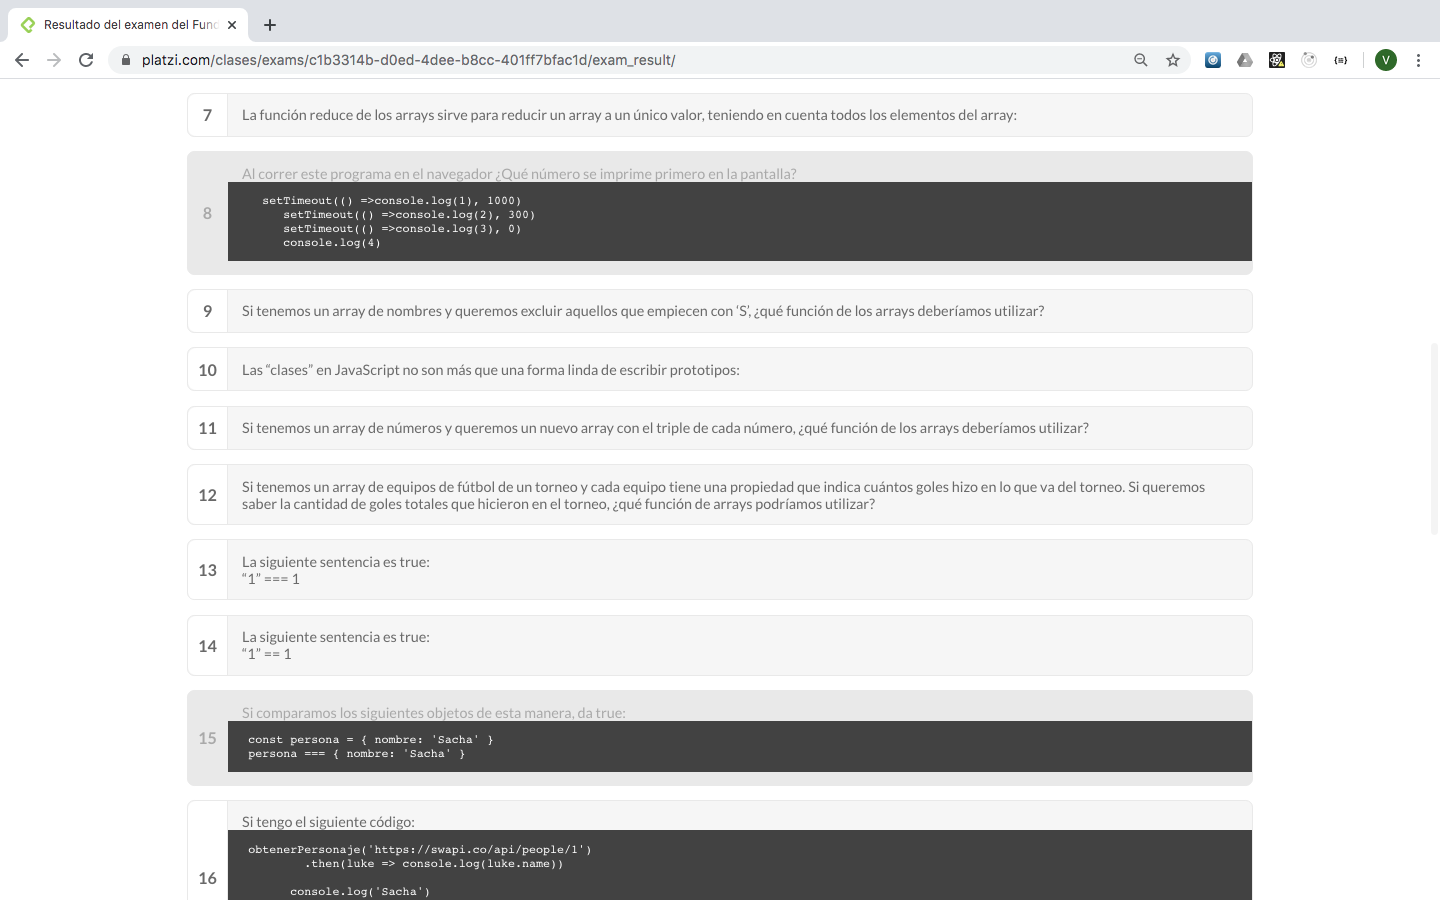 Resultado del examen del Fund
platzi.com/clases/exams/c1b3314b-d0ed-4dee-b8cc-401ff7bfac1d/exam_result/
V
7 La función reduce de los arrays sirve para reducir un array a un único valor, teniendo en cuenta todos los elementos del array:
Al correr este programa en el navegador ¿Qué número se imprime primero en la pantalla?
8
setTimeout(() =>console.log(1), 1000)
setTimeout(() =>console.log(2), 300)
setTimeout(() =>console.log(3), 0)
console.log(4)
9 Si tenemos un array de nombres y queremos excluir aquellos que empiecen con ‘S’, ¿qué función de los arrays deberíamos utilizar?
10 Las “clases” en JavaScript no son más que una forma linda de escribir prototipos:
11 Si tenemos un array de números y queremos un nuevo array con el triple de cada número, ¿qué función de los arrays deberíamos utilizar?
12
Si tenemos un array de equipos de fútbol de un torneo y cada equipo tiene una propiedad que indica cuántos goles hizo en lo que va del torneo. Si queremos
saber la cantidad de goles totales que hicieron en el torneo, ¿qué función de arrays podríamos utilizar?
13
La siguiente sentencia es true:
“1” === 1
14
La siguiente sentencia es true:
“1” == 1
15
Si comparamos los siguientes objetos de esta manera, da true:
const persona = { nombre: 'Sacha' }
persona === { nombre: 'Sacha' }
16
Si tengo el siguiente código:
obtenerPersonaje('https://swapi.co/api/people/1')
.then(luke => console.log(luke.name))
console.log('Sacha')